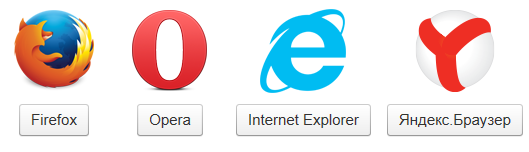 Firefox
Opera
Internet Explorer
Яндекс.Браузер